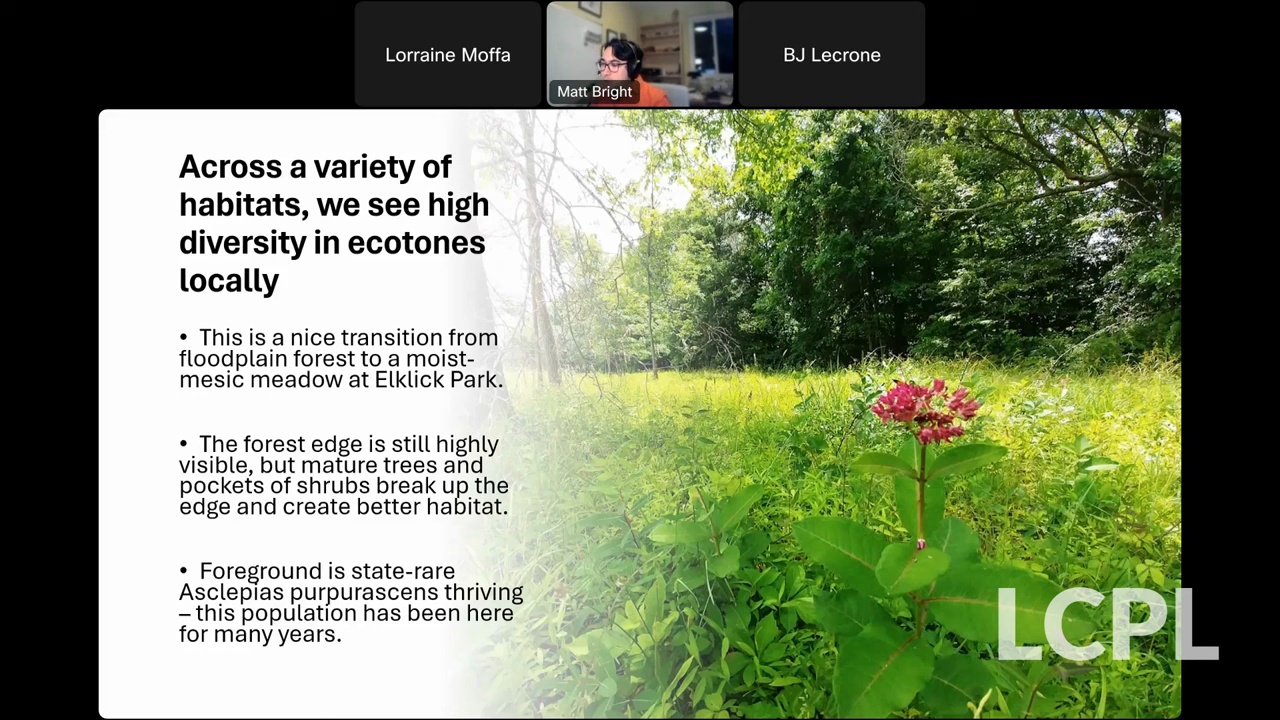 Lorraine Moffa
Matt Bright
BJ Lecrone
Across a variety of
habitats, we see high
diversity in ecotones
locally
• This is a nice transition from
floodplain forest to a moist-
mesic meadow at Elklick Park.
• The forest edge is still highly
visible, but mature trees and
pockets of shrubs break up the
edge and create better habitat.
• Foreground is state-rare
Asclepias purpurascens thriving
– this population has been here
for many years.
LCPL